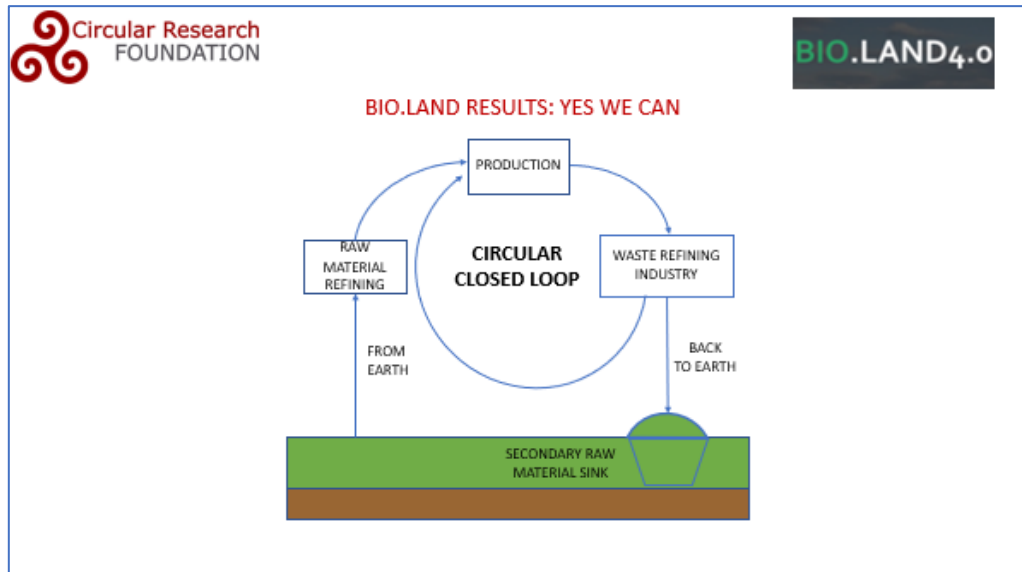 Circular Research
FOUNDATION
BIO.LAND4.0
BIO.LAND RESULTS: YES WE CAN
PRODUCTION
RAW
MATERIAL
REFINING
CIRCULAR
CLOSED LOOP
WASTE REFINING
INDUSTRY
FROM
EARTH
BACK
TO EARTH
SECONDARY RAW
MATERIAL SINK